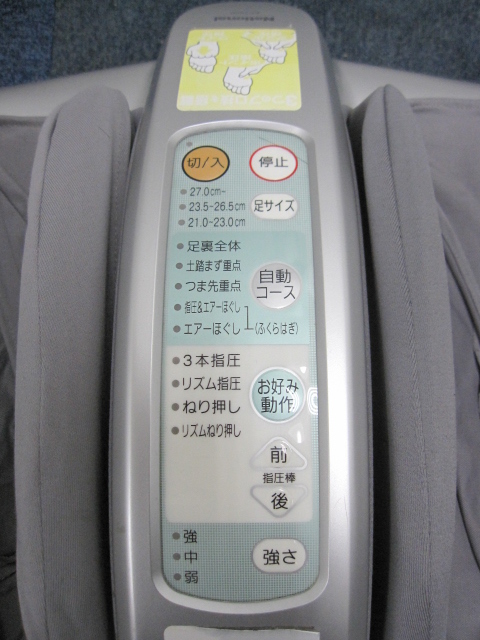 National
切/入
停止
27.0cm~
23.5~26.5cm
21.0~23.0cm
足サイズ
足裏全体
土踏まず重点
つま先重点
指圧&エアーほぐし
エアーほぐし
(ふくらはぎ)
自動
コース
3本指圧
リズム指圧
ねり押し
リズムねり押し
お好み
動作
前
指圧棒
後
強
中
弱
強さ